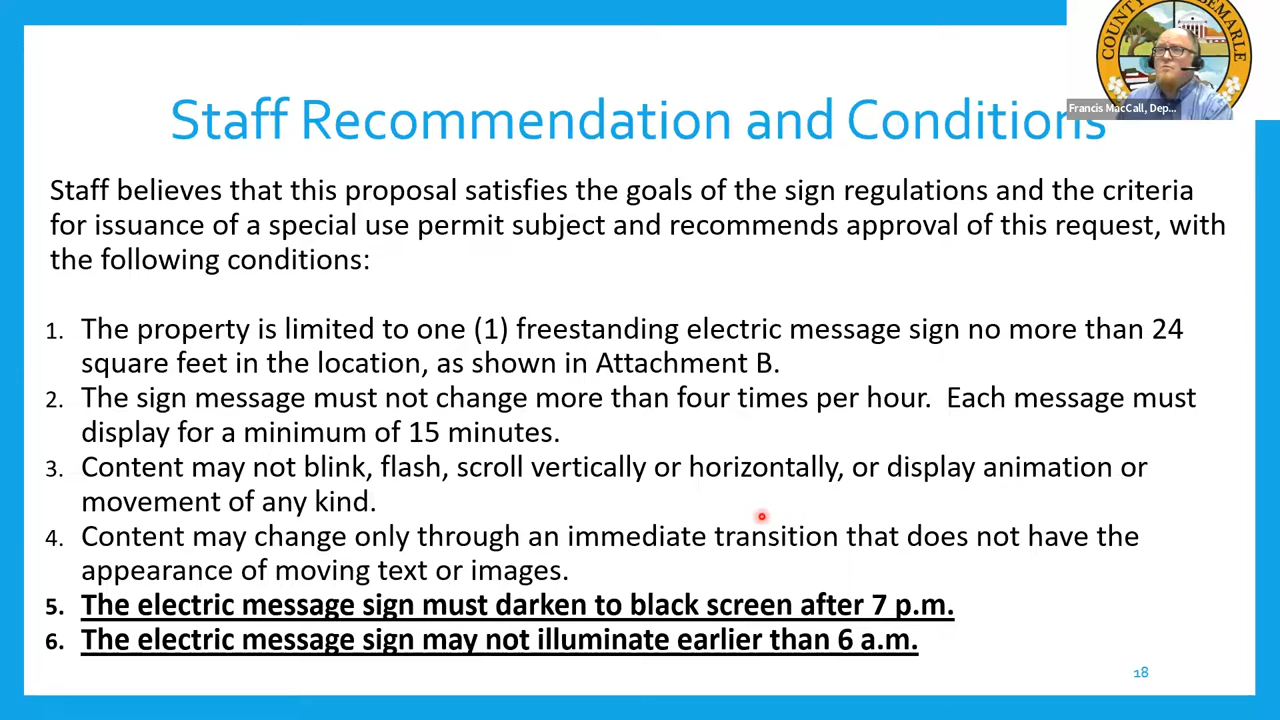 COUNTY
EMARLE
Francis MacCall, Dep...
Staff Recommendation and Conditions
Staff believes that this proposal satisfies the goals of the sign regulations and the criteria
for issuance of a special use permit subject and recommends approval of this request, with
the following conditions:
1. The property is limited to one (1) freestanding electric message sign no more than 24
square feet in the location, as shown in Attachment B.
2. The sign message must not change more than four times per hour. Each message must
display for a minimum of 15 minutes.
3. Content may not blink, flash, scroll vertically or horizontally, or display animation or
movement of any kind.
4. Content may change only through an immediate transition that does not have the
appearance of moving text or images.
5. The electric message sign must darken to black screen after 7 p.m.
6. The electric message sign may not illuminate earlier than 6 a.m.
18